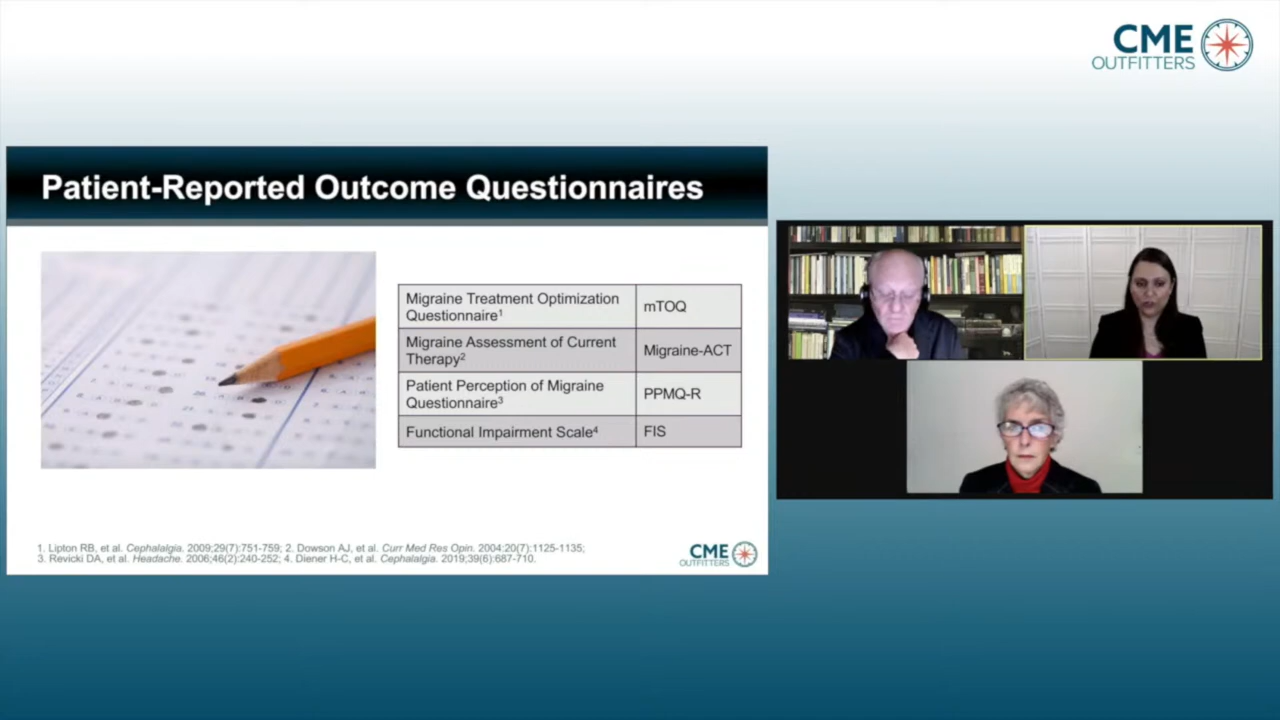 CME
OUTFITTERS
Patient-Reported Outcome Questionnaires
Migraine Treatment Optimization
Questionnaire1
mTOQ
Migraine Assessment of Current
Therapy2
Migraine-ACT
Patient Perception of Migraine
Questionnaire3
PPMQ-R
Functional Impairment Scale4
FIS
1. Lipton RB, et al. Cephalalgia. 2009;29(7):751-759; 2. Dowson AJ, et al. Curr Med Res Opin. 2004:20(7):1125-1135;
3. Revicki DA, et al. Headache. 2006;46(2):240-252; 4. Diener H-C, et al. Cephalalgia. 2019;39(6):687-710.
CME
OUTFITTERS